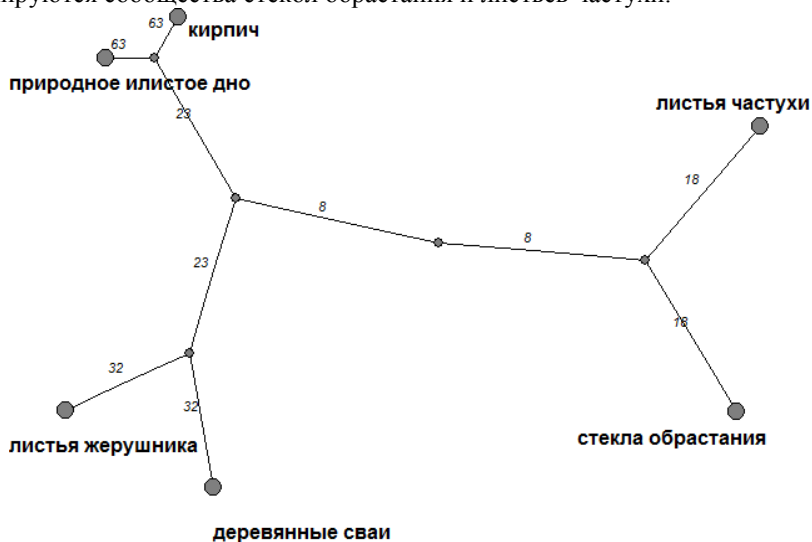 ируются сообщества стекол обрастания и листьев частухи.
63
кирпич
63
природное илистое дно
листья частухи
23
18
8
8
23
18
32
32
листья жерушника
стекла обрастания
деревянные сваи